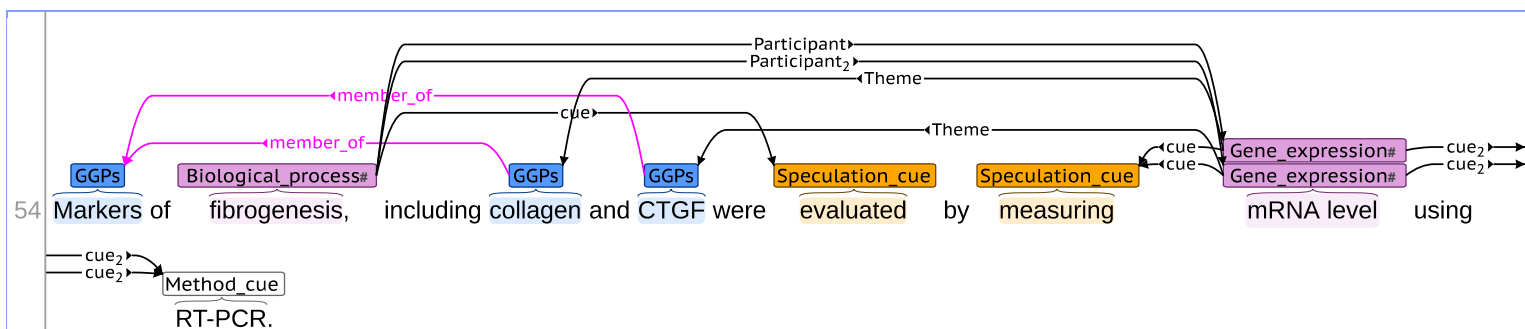 Participant
Participant2
Theme
member_of
cue
Theme
member_of
cue Gene_expression# cue2
GGPs Biological_process# GGPs GGPs Speculation_cue Speculation_cue cue Gene_expression# cue2
54 Markers of fibrogenesis, including collagen and CTGF were evaluated by measuring mRNA level using
cue2
cue2
Method_cue
RT-PCR.